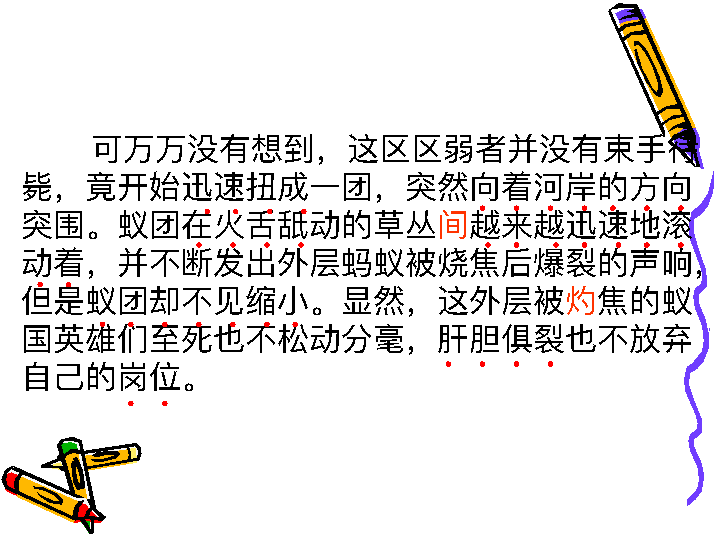 可万万没有想到，这区区弱者并没有束手待
毙，竟开始迅速扭成一团，突然向着河岸的方向
突围。蚁团在火舌舐动的草丛间越来越迅速地滚
动着，并不断发出外层蚂蚁被烧焦后爆裂的声响，
但是蚁团却不见缩小。显然，这外层被灼焦的蚁
国英雄们至死也不松动分毫，肝胆俱裂也不放弃
自己的岗位。